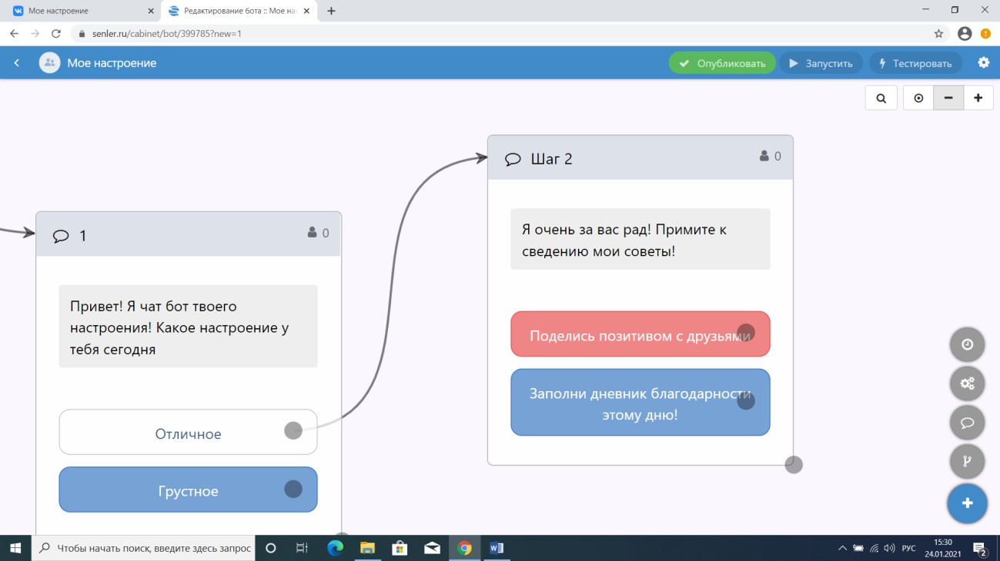 Мое настроение
Редактирование бота :: Мое нас
senler.ru/cabinet/bot/399785?new=1
Мое настроение
Опубликовать
Запустить
Тестировать
Шаг 2
0
Я очень за вас рад! Примите к
сведению мои советы!
Поделись позитивом с друзьями
Заполни дневник благодарности
этому дню!
1
0
Привет! Я чат бот твоего
настроения! Какое настроение у
тебя сегодня
Отличное
Грустное
Чтобы начать поиск, введите здесь запрос
РУС
15:30
24.01.2021
2